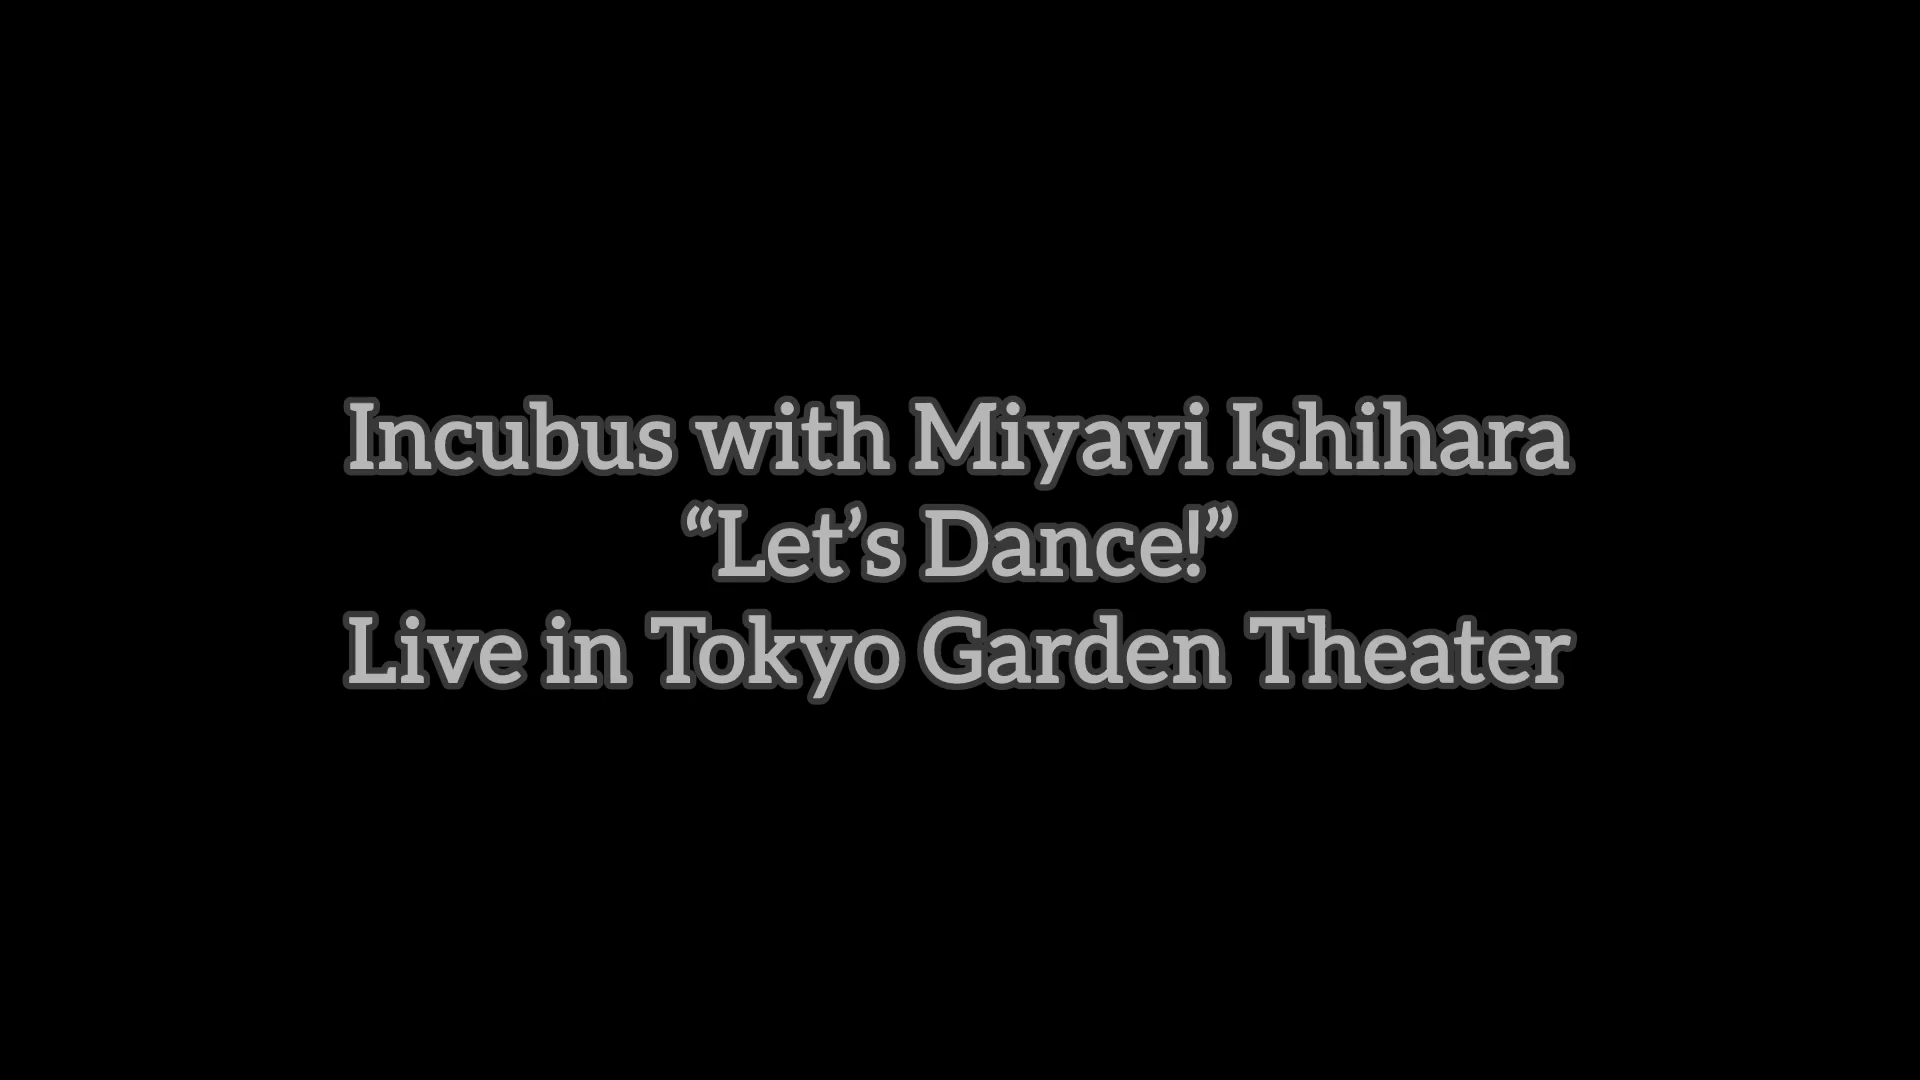 Incubus with Miyavi Ishihara
“Let’s Dance!”
Live in Tokyo Garden Theater